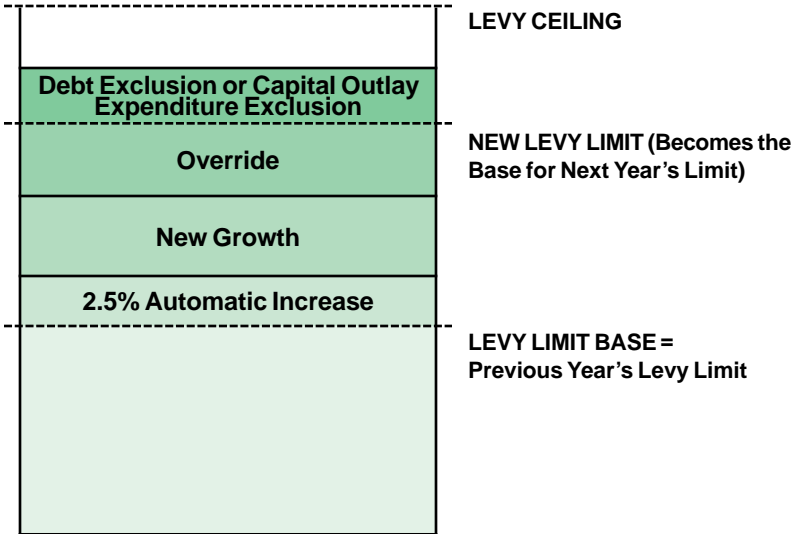 LEVY CEILING
Debt Exclusion or Capital Outlay
Expenditure Exclusion
NEW LEVY LIMIT (Becomes the
Base for Next Year’s Limit)
Override
New Growth
2.5% Automatic Increase
LEVY LIMIT BASE =
Previous Year’s Levy Limit